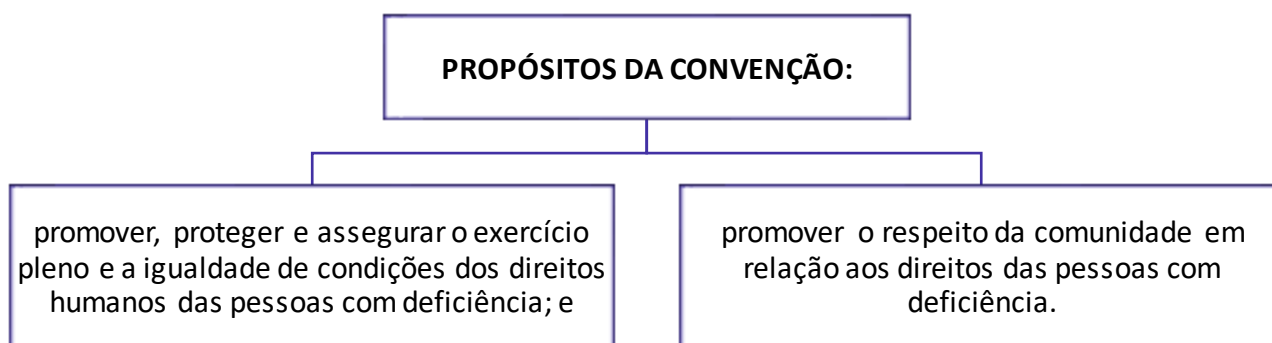 PROPÓSITOS DA CONVENÇÃO:
promover, proteger e assegurar o exercício
pleno e a igualdade de condições dos direitos
humanos das pessoas com deficiência; e
promover o respeito da comunidade em
relação aos direitos das pessoas com
deficiência.